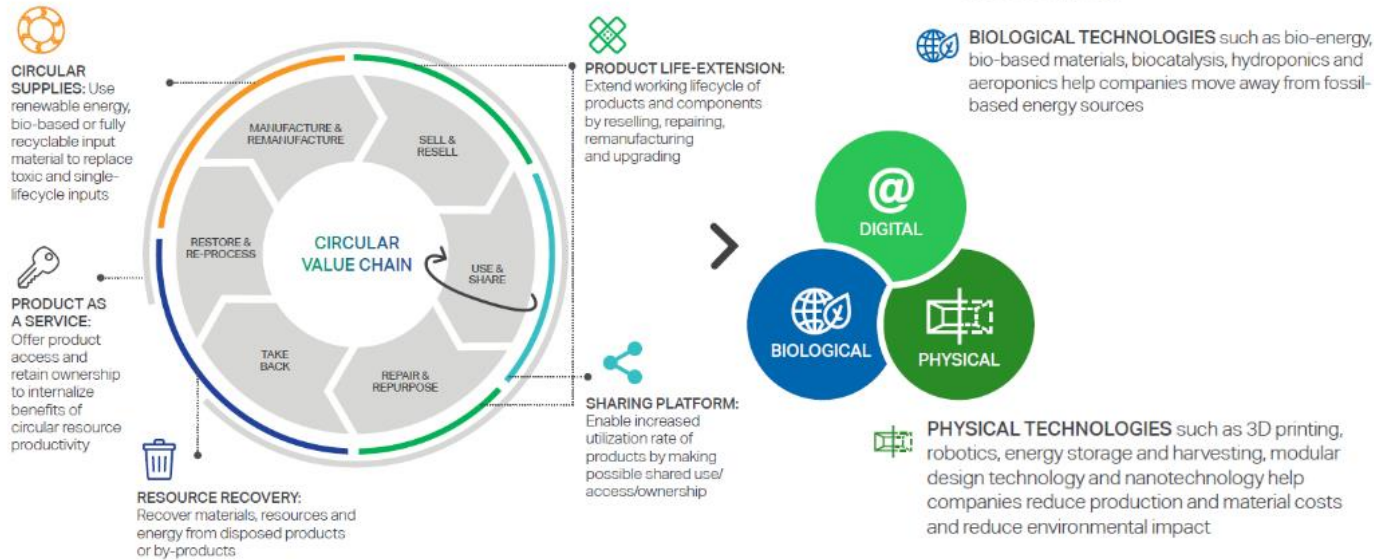 CIRCULAR
SUPPLIES: Use
renewable energy,
bio-based or fully
recyclable input
material to replace
toxic and single-
lifecycle inputs
PRODUCT AS
A SERVICE:
Offer product
access and
retain ownership
to internalize
benefits of
circular resource
productivity
RESOURCE RECOVERY:
Recover materials, resources and
energy from disposed products
or by-products
MANUFACTURE &
REMANUFACTURE
SELL &
RESELL
USE &
SHARE
REPAIR &
REPURPOSE
TAKE
BACK
RESTORE &
RE-PROCESS
CIRCULAR
VALUE CHAIN
PRODUCT LIFE-EXTENSION:
Extend working lifecycle of
products and components
by reselling, repairing,
remanufacturing
and upgrading
SHARING PLATFORM:
Enable increased
utilization rate of
products by making
possible shared use/
access/ownership
@
DIGITAL
BIOLOGICAL
PHYSICAL
BIOLOGICAL TECHNOLOGIES such as bio-energy,
bio-based materials, biocatalysis, hydroponics and
aeroponics help companies move away from fossil-
based energy sources
PHYSICAL TECHNOLOGIES such as 3D printing,
robotics, energy storage and harvesting, modular
design technology and nanotechnology help
companies reduce production and material costs
and reduce environmental impact